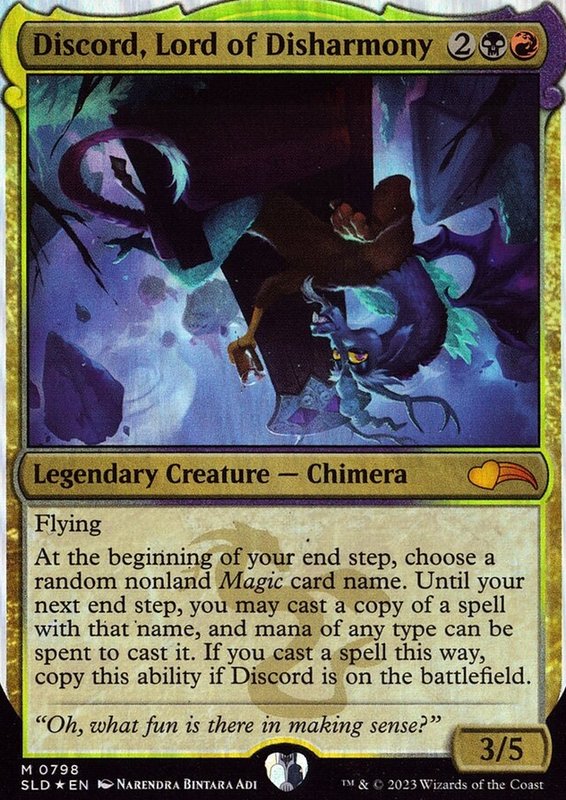 Discord, Lord of Disharmony 2
Legendary Creature — Chimera
Flying
At the beginning of your end step, choose a
random nonland Magic card name. Until your
next end step, you may cast a copy of a spell
with that name, and mana of any type can be
spent to cast it. If you cast a spell this way,
copy this ability if Discord is on the battlefield.
“Oh, what fun is there in making sense?”
3/5
M 0798
SLD ★ EN Narendra Bintara Adi
™ & © 2023 Wizards of the Coast